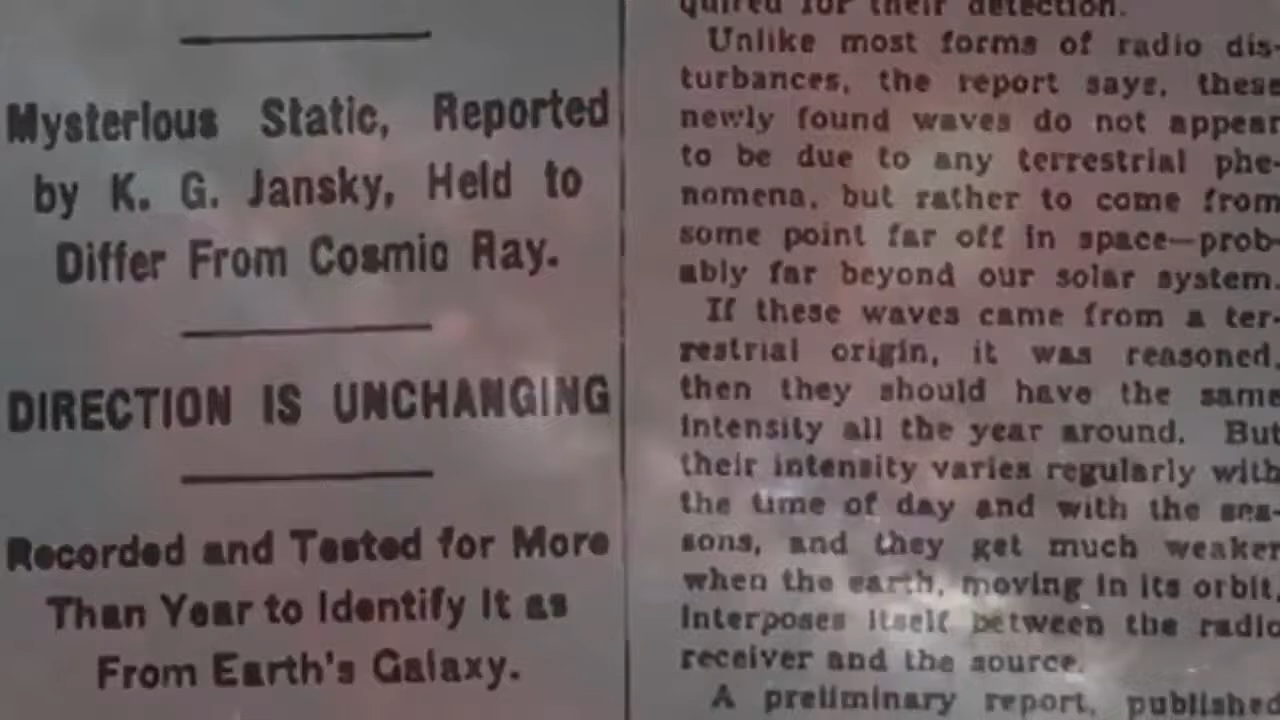 Mysterious Static, Reported
by K. G. Jansky, Held to
Differ From Cosmic Ray.
DIRECTION IS UNCHANGING
Recorded and Tested for More
Than Year to Identify It as
From Earth's Galaxy.
quired for their detection.
Unlike most forms of radio dis-
turbances, the report says, these
newly found waves do not appear
to be due to any terrestrial phe-
nomena, but rather to come from
some point far off in space—prob-
ably far beyond our solar system.
If these waves came from a ter-
restrial origin, it was reasoned,
then they should have the same
intensity all the year around. But
their intensity varies regularly with
the time of day and with the sea-
sons, and they get much weaker
when the earth, moving in its orbit,
interposes itself between the radio
receiver and the source.
A preliminary report, published